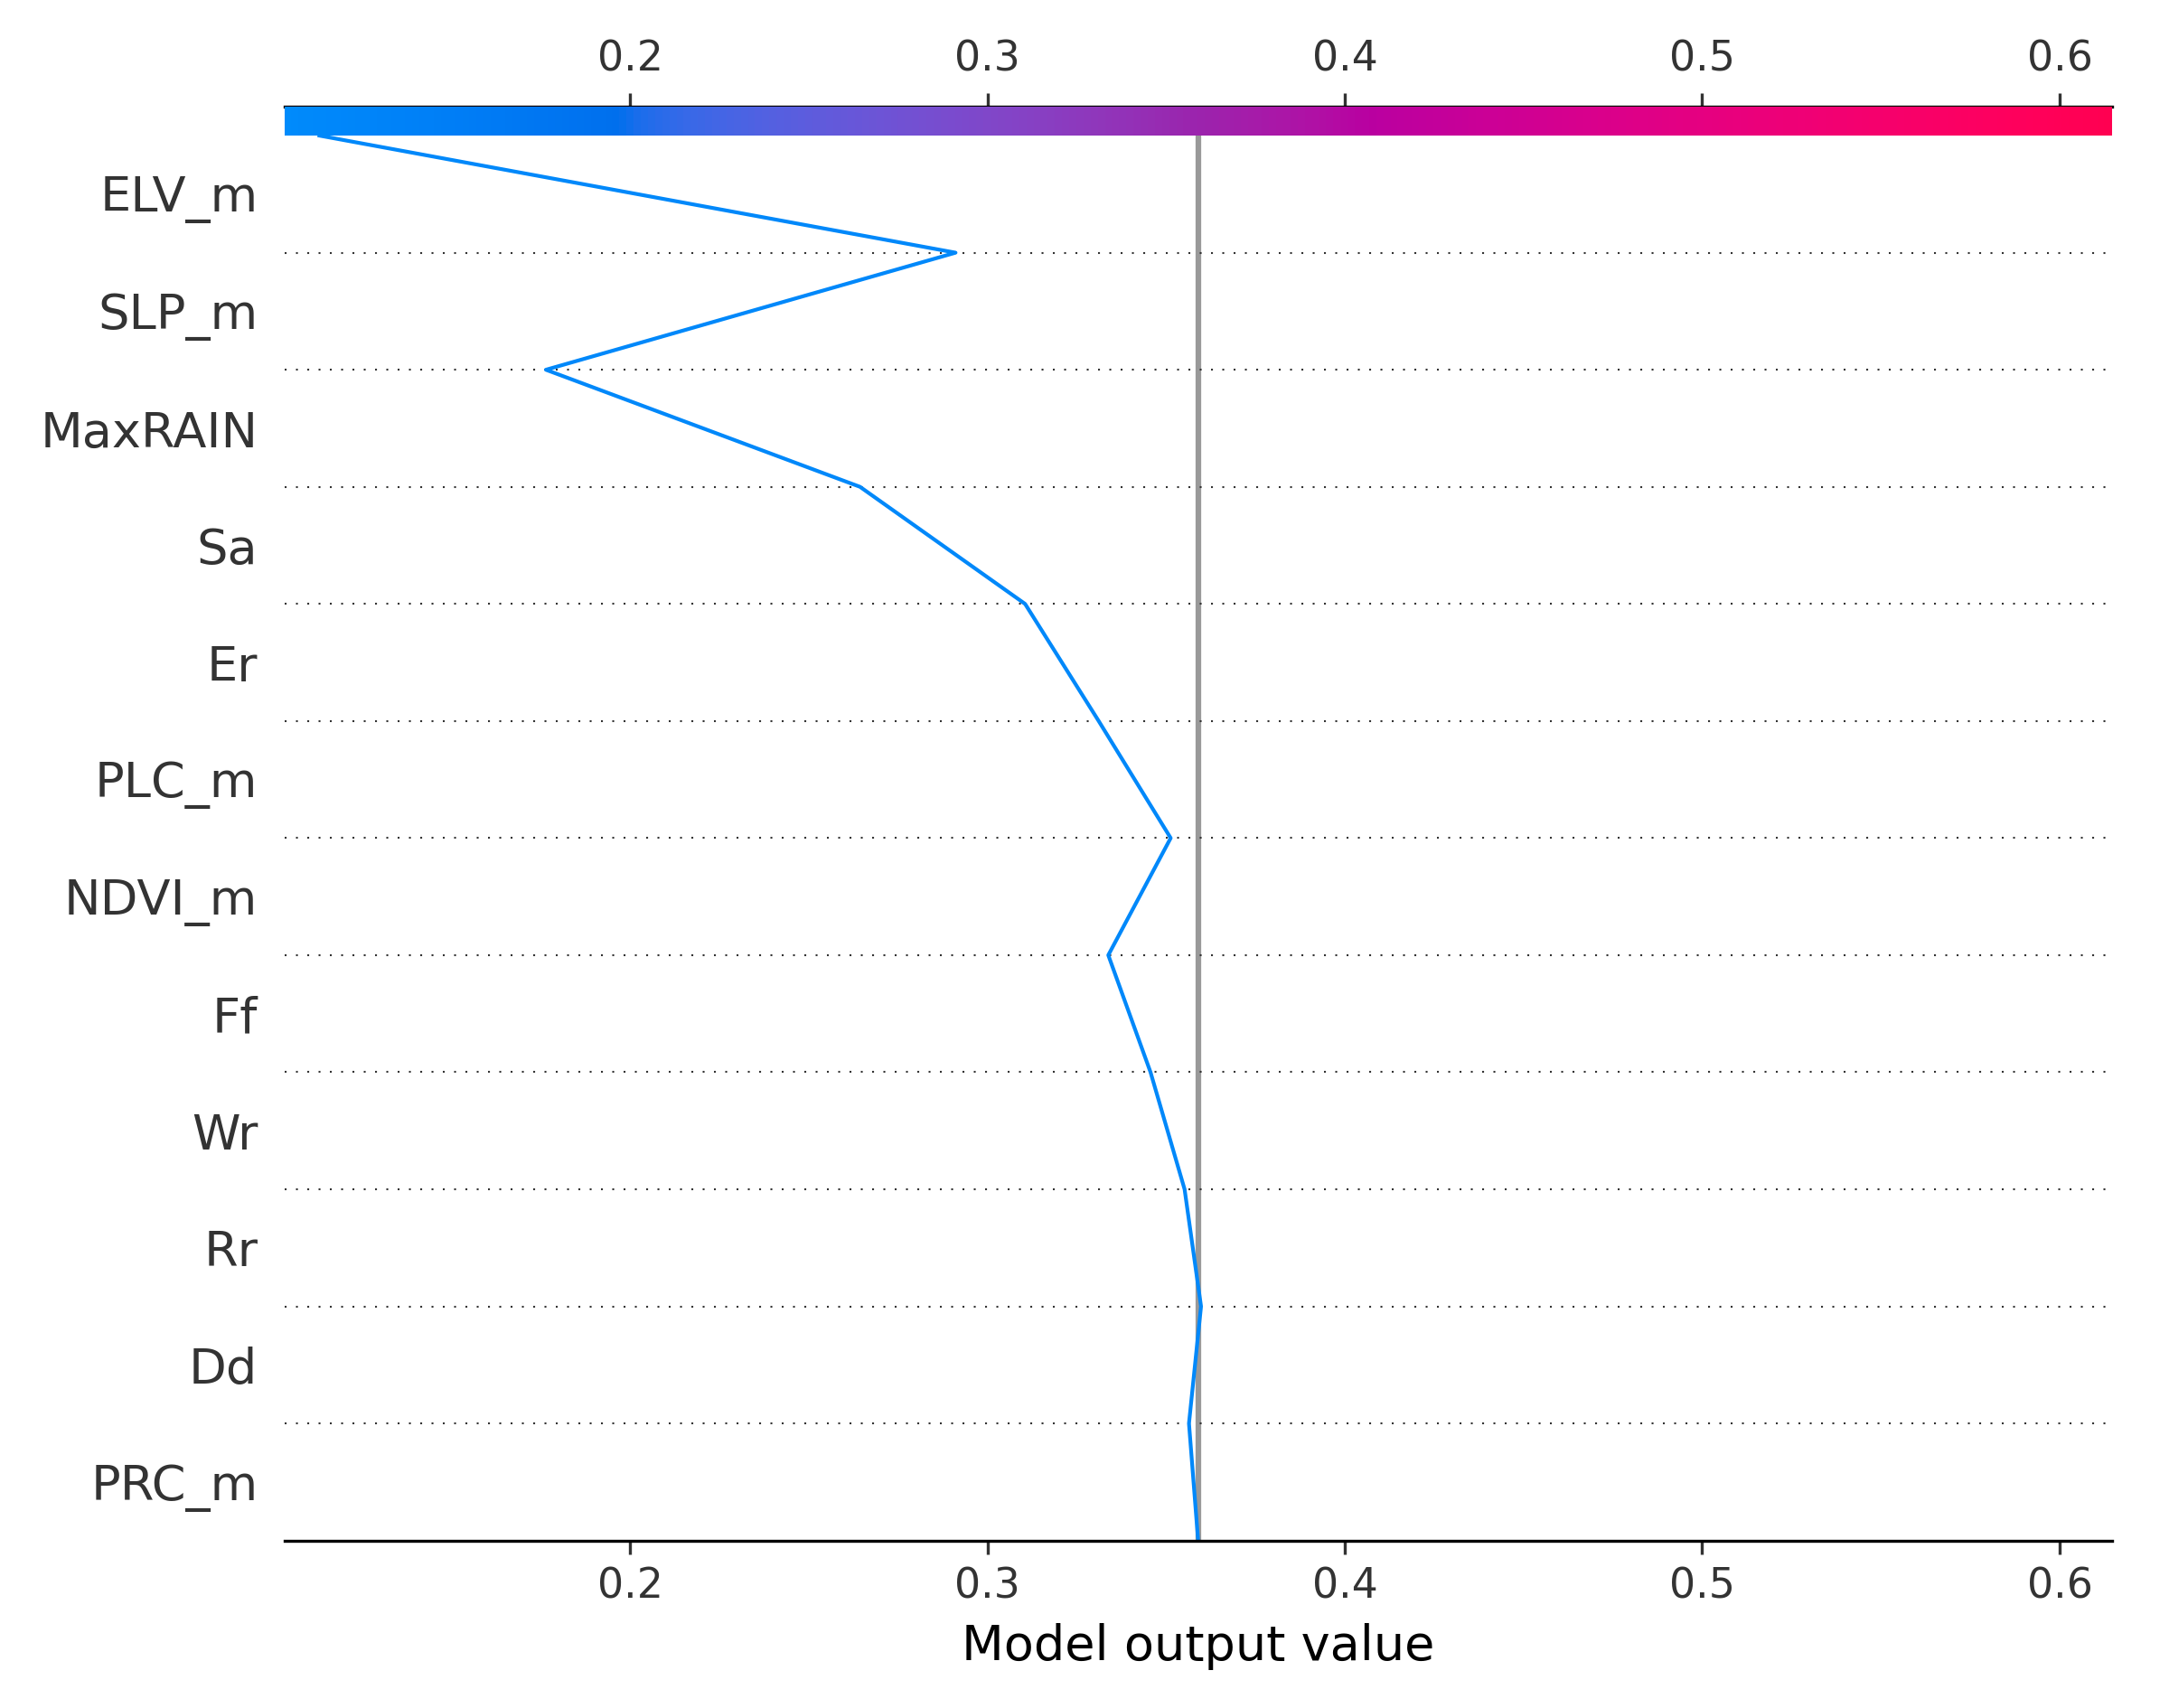 0.2 0.3 0.4 0.5 0.6
ELV_m
SLP_m
MaxRAIN
Sa
Er
PLC_m
NDVI_m
Ff
Wr
Rr
Dd
PRC_m
0.2 0.3 0.4 0.5 0.6
Model output value